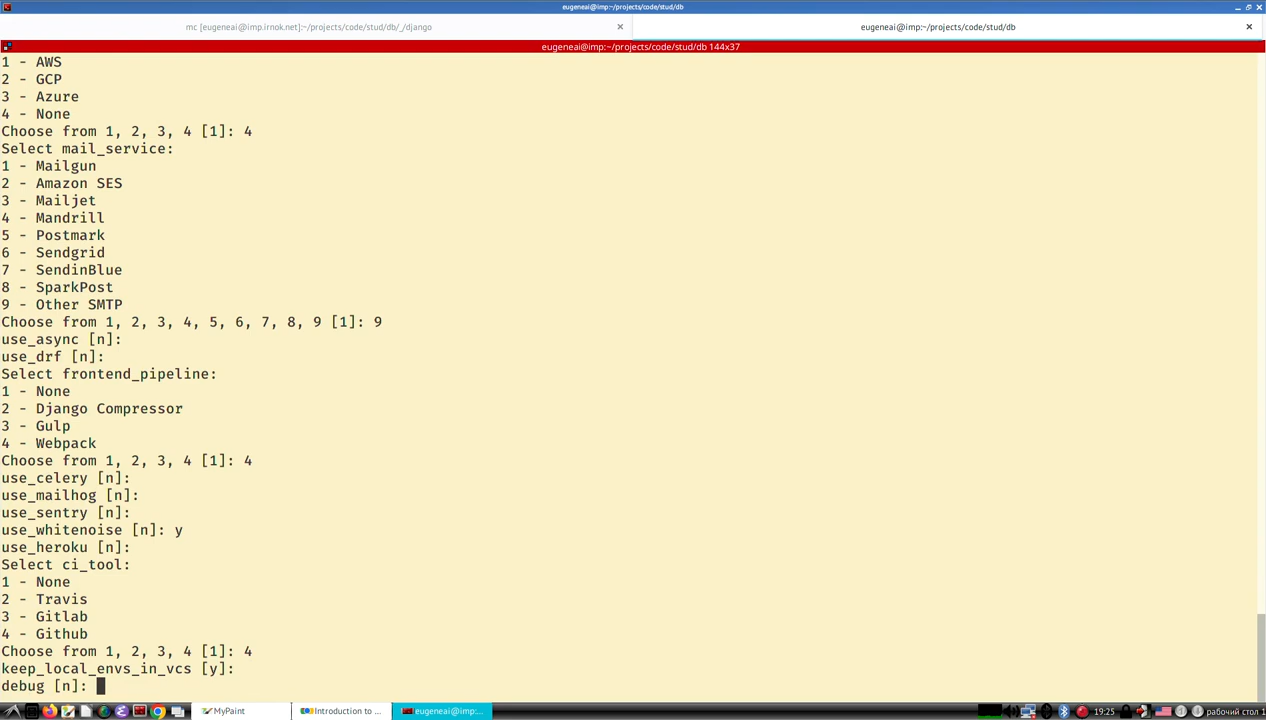 eugeneai@imp:~/projects/code/stud/db
mc [eugeneai@imp.irnok.net]:~/projects/code/stud/db/_/django
eugeneai@imp:~/projects/code/stud/db
eugeneai@imp:~/projects/code/stud/db 144x37
1 - AWS
2 - GCP
3 - Azure
4 - None
Choose from 1, 2, 3, 4 [1]: 4
Select mail_service:
1 - Mailgun
2 - Amazon SES
3 - Mailjet
4 - Mandrill
5 - Postmark
6 - Sendgrid
7 - SendinBlue
8 - SparkPost
9 - Other SMTP
Choose from 1, 2, 3, 4, 5, 6, 7, 8, 9 [1]: 9
use_async [n]:
use_drf [n]:
Select frontend_pipeline:
1 - None
2 - Django Compressor
3 - Gulp
4 - Webpack
Choose from 1, 2, 3, 4 [1]: 4
use_celery [n]:
use_mailhog [n]:
use_sentry [n]:
use_whitenoise [n]: y
use_heroku [n]:
Select ci_tool:
1 - None
2 - Travis
3 - Gitlab
4 - Github
Choose from 1, 2, 3, 4 [1]: 4
keep_local_envs_in_vcs [y]:
debug [n]:
MyPaint
Introduction to ...
eugeneai@imp:...
19:25
рабочий стол 1